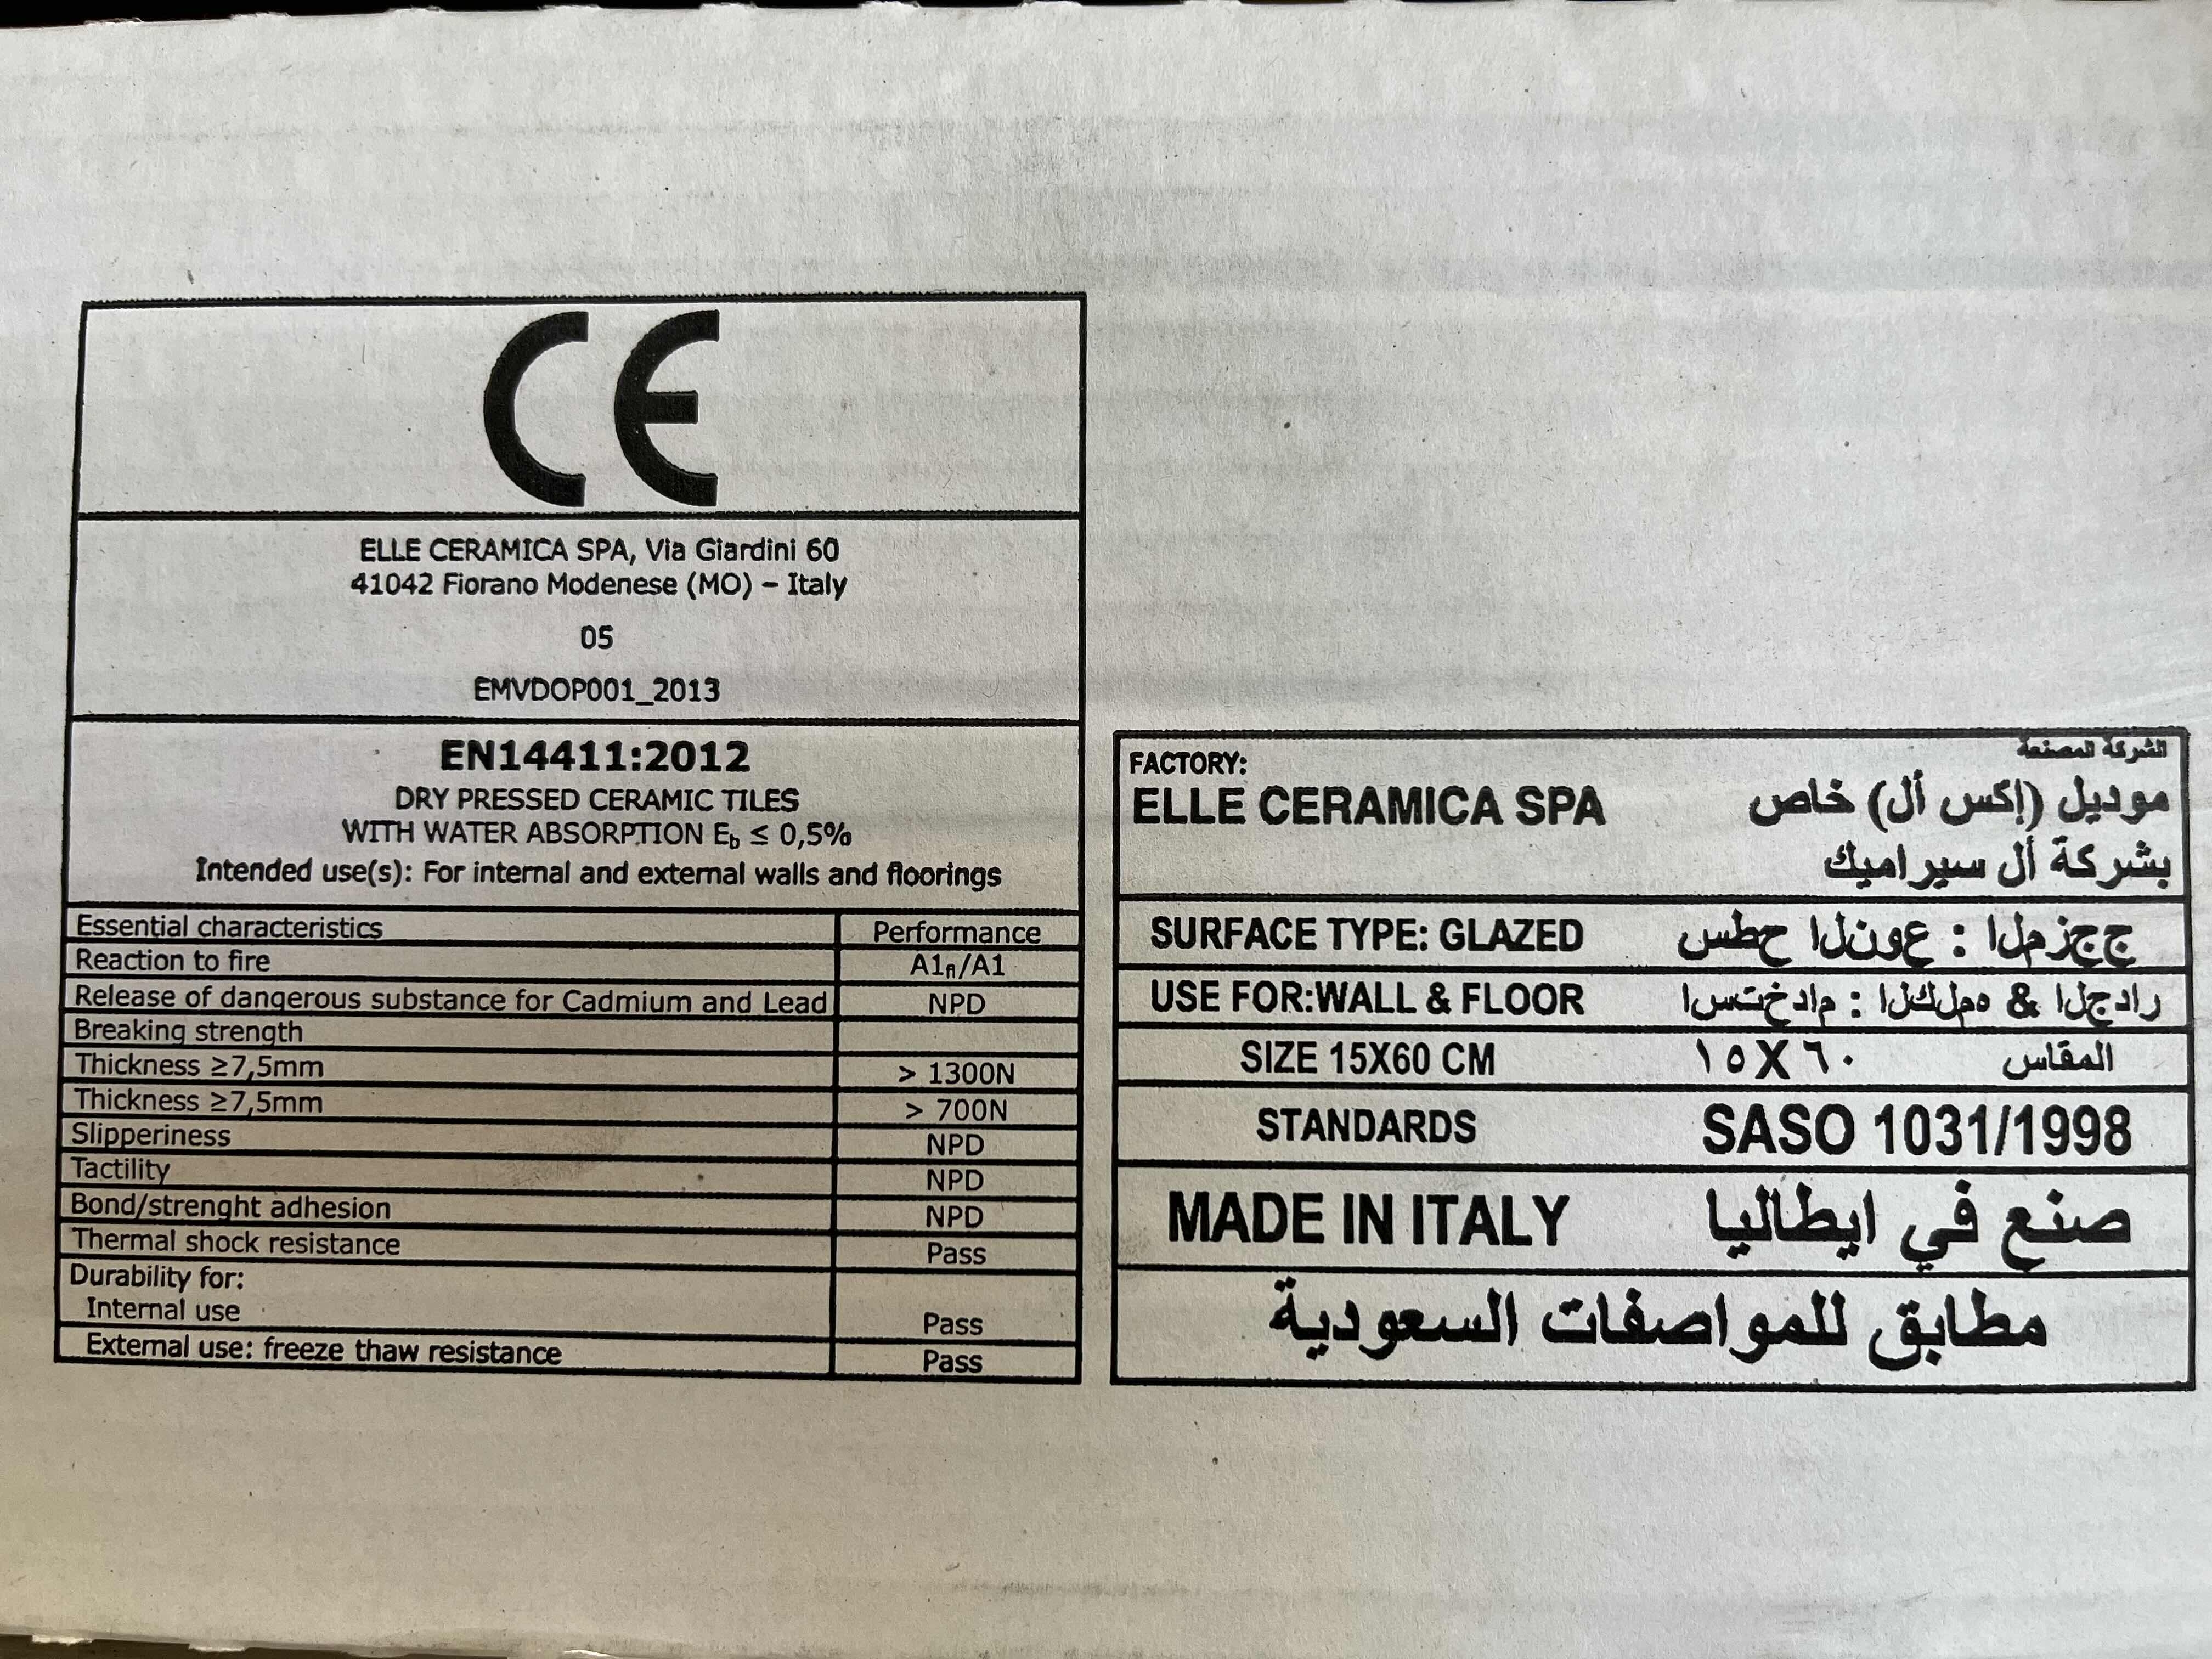 CE
ELLE CERAMICA SPA, Via Giardini 60
41042 Fiorano Modenese (MO) – Italy
05
EMVDOP001_2013
EN14411:2012
DRY PRESSED CERAMIC TILES
WITH WATER ABSORPTION Eb ≤ 0,5%
Intended use(s): For internal and external walls and floorings
Essential characteristics Performance
Reaction to fire A1fl/A1
Release of dangerous substance for Cadmium and Lead NPD
Breaking strength
Thickness ≥7,5mm > 1300N
Thickness ≥7,5mm > 700N
Slipperiness NPD
Tactility NPD
Bond/strenght adhesion NPD
Thermal shock resistance Pass
Durability for:
Internal use Pass
External use: freeze thaw resistance Pass
FACTORY: الشركة المصنعة
ELLE CERAMICA SPA موديل (إكس أل) خاص
بشركة أل سيراميك
SURFACE TYPE: GLAZED سطح النوع : المزجج
USE FOR:WALL & FLOOR استخدام : الكلمه & الجدار
SIZE 15X60 CM ١٥X٦٠ المقاس
STANDARDS SASO 1031/1998
MADE IN ITALY صنع في ايطاليا
مطابق للمواصفات السعودية